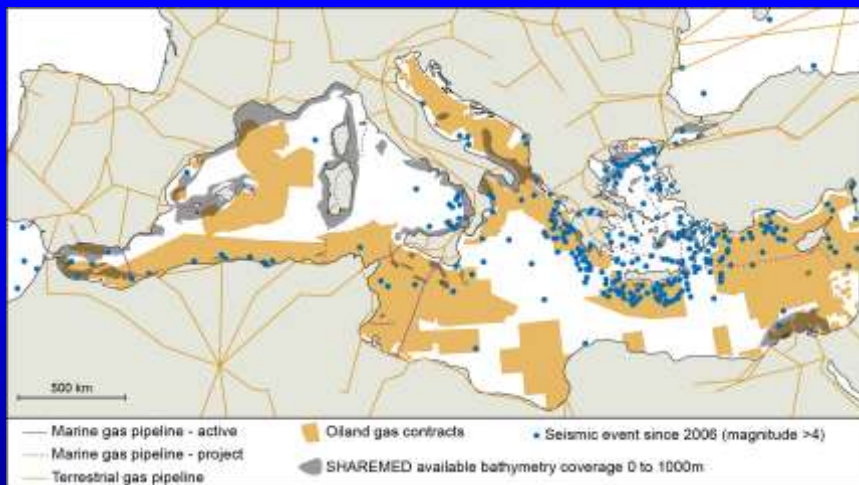 500 km
Marine gas pipeline - active
Marine gas pipeline - project
Terrestrial gas pipeline
Oiland gas contracts
Seismic event since 2006 (magnitude >4)
SHAREMED available bathymetry coverage 0 to 1000m